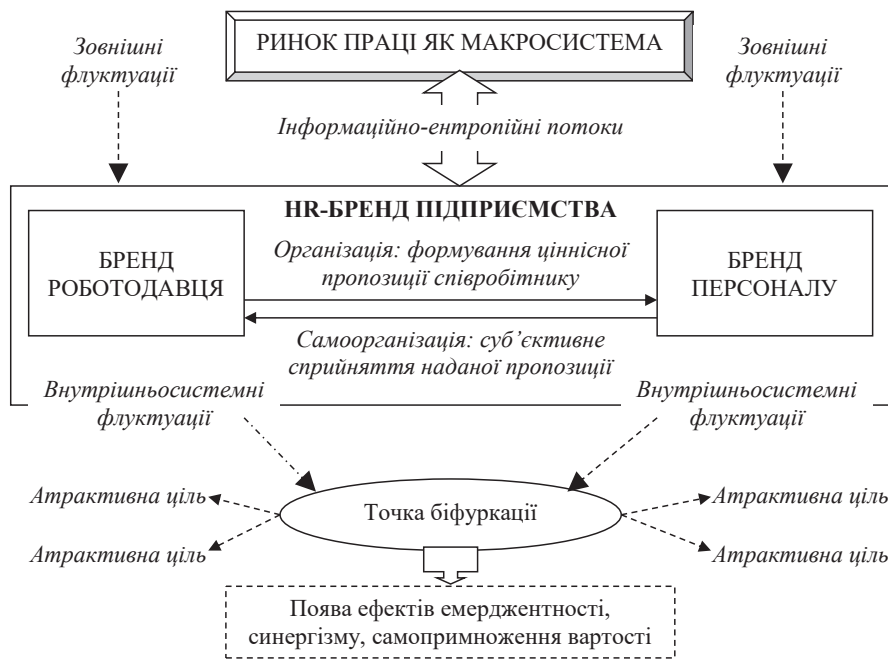 Зовнішні
флуктуації
РИНОК ПРАЦІ ЯК МАКРОСИСТЕМА
Зовнішні
флуктуації
Інформаційно-ентропійні потоки
HR-БРЕНД ПІДПРИЄМСТВА
БРЕНД
РОБОТОДАВЦЯ
Організація: формування ціннісної
пропозиції співробітнику
Самоорганізація: суб’єктивне
сприйняття наданої пропозиції
БРЕНД
ПЕРСОНАЛУ
Внутрішньосистемні
флуктуації
Внутрішньосистемні
флуктуації
Атрактивна ціль
Атрактивна ціль
Точка біфуркації
Атрактивна ціль
Атрактивна ціль
Поява ефектів емерджентності,
синергізму, самопримноження вартості